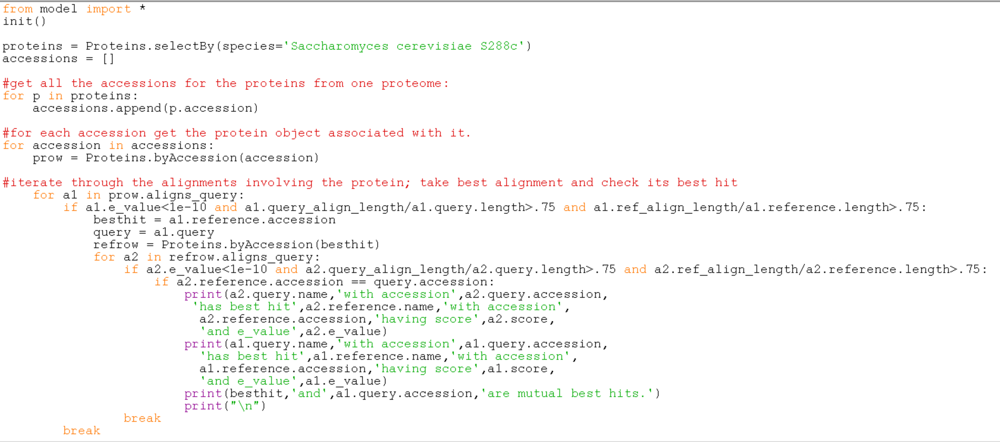 from model import *
init()

proteins = Proteins.selectBy(species='Saccharomyces cerevisiae S288c')
accessions = []

#get all the accessions for the proteins from one proteome:
for p in proteins:
    accessions.append(p.accession)

#for each accession get the protein object associated with it.
for accession in accessions:
    prow = Proteins.byAccession(accession)

#iterate through the alignments involving the protein; take best alignment and check its best hit
    for a1 in prow.aligns_query:
        if a1.e_value<1e-10 and a1.query_align_length/a1.query.length>.75 and a1.ref_align_length/a1.reference.length>.75:
            besthit = a1.reference.accession
            query = a1.query
            refrow = Proteins.byAccession(besthit)
            for a2 in refrow.aligns_query:
                if a2.e_value<1e-10 and a2.query_align_length/a2.query.length>.75 and a2.ref_align_length/a2.reference.length>.75:
                    if a2.reference.accession == query.accession:
                        print(a2.query.name,'with accession',a2.query.accession,
                         'has best hit',a2.reference.name,'with accession',
                          a2.reference.accession,'having score',a2.score,
                          'and e_value',a2.e_value)
                        print(a1.query.name,'with accession',a1.query.accession,
                          'has best hit',a1.reference.name,'with accession',
                          a1.reference.accession,'having score',a1.score,
                          'and e_value',a1.e_value)
                        print(besthit,'and',a1.query.accession,'are mutual best hits.')
                        print("\n")
                break
        break